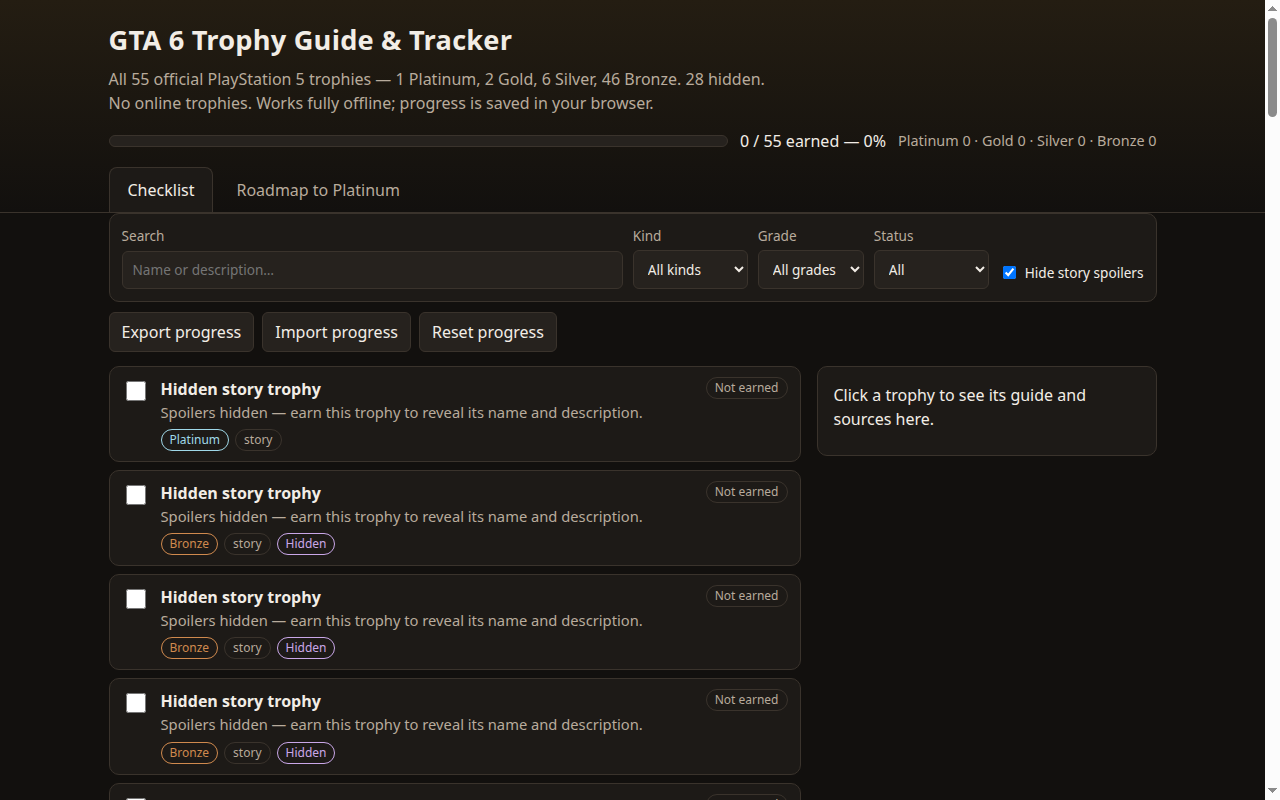 GTA 6 Trophy Guide & Tracker
All 55 official PlayStation 5 trophies — 1 Platinum, 2 Gold, 6 Silver, 46 Bronze. 28 hidden.
No online trophies. Works fully offline; progress is saved in your browser.
0 / 55 earned — 0% Platinum 0 · Gold 0 · Silver 0 · Bronze 0
Checklist Roadmap to Platinum
Search Kind Grade Status
Name or description... All kinds All grades All Hide story spoilers
Export progress Import progress Reset progress
Hidden story trophy Not earned
Spoilers hidden — earn this trophy to reveal its name and description.
Platinum story
Click a trophy to see its guide and
sources here.
Hidden story trophy Not earned
Spoilers hidden — earn this trophy to reveal its name and description.
Bronze story Hidden
Hidden story trophy Not earned
Spoilers hidden — earn this trophy to reveal its name and description.
Bronze story Hidden
Hidden story trophy Not earned
Spoilers hidden — earn this trophy to reveal its name and description.
Bronze story Hidden